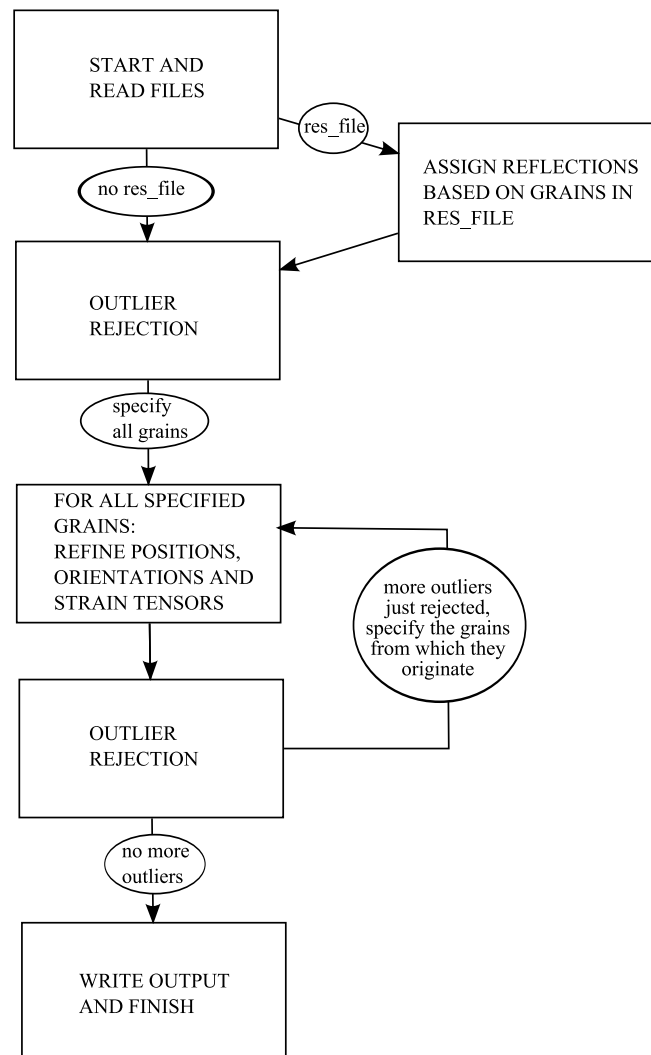 START AND
READ FILES
res_file
no res_file
ASSIGN REFLECTIONS
BASED ON GRAINS IN
RES_FILE
OUTLIER
REJECTION
specify
all grains
FOR ALL SPECIFIED
GRAINS:
REFINE POSITIONS,
ORIENTATIONS AND
STRAIN TENSORS
more outliers
just rejected,
specify the grains
from which they
originate
OUTLIER
REJECTION
no more
outliers
WRITE OUTPUT
AND FINISH